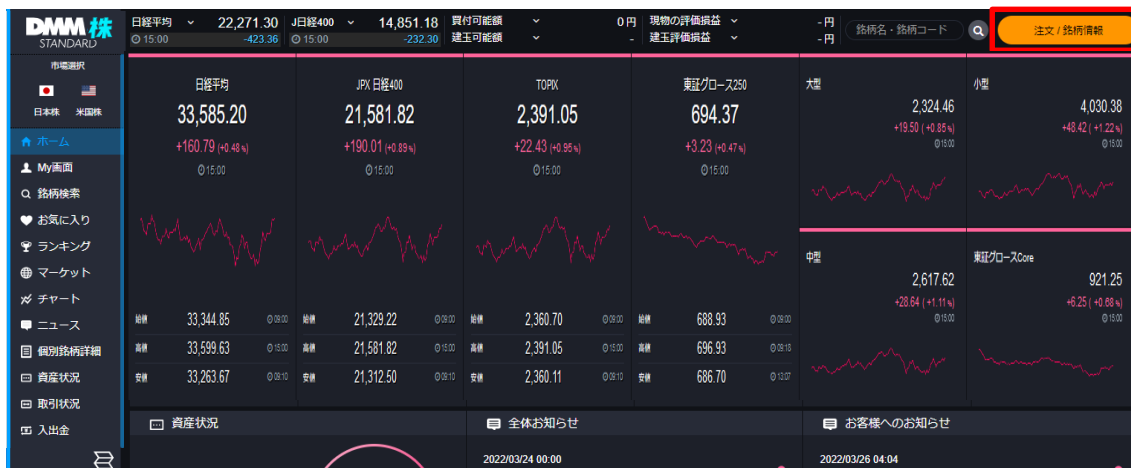 DMM 株
STANDARD
日経平均 22,271.30
15:00 -423.36
J日経400 14,851.18
15:00 -232.30
買付可能額 0円
建玉可能額 -
現物の評価損益 -円
建玉評価損益 -円
銘柄名・銘柄コード
注文 / 銘柄情報
市場選択
日本株 米国株
ホーム
My画面
銘柄検索
お気に入り
ランキング
マーケット
チャート
ニュース
個別銘柄詳細
資産状況
取引状況
入出金
日経平均
33,585.20
+160.79 (+0.48 %)
15:00
始値 33,344.85 09:00
高値 33,599.63 15:00
安値 33,263.67 09:10
JPX 日経400
21,581.82
+190.01 (+0.89 %)
15:00
始値 21,329.22 09:00
高値 21,581.82 15:00
安値 21,312.50 09:10
TOPIX
2,391.05
+22.43 (+0.95 %)
15:00
始値 2,360.70 09:00
高値 2,391.05 15:00
安値 2,360.11 09:10
東証グロース250
694.37
+3.23 (+0.47 %)
15:00
始値 688.93 09:00
高値 696.93 09:18
安値 686.70 13:07
大型
2,324.46
+19.50 ( +0.85 %)
15:00
小型
4,030.38
+48.42 ( +1.22 %)
15:00
中型
2,617.62
+28.64 ( +1.11 %)
15:00
東証グロースCore
921.25
+6.25 ( +0.68 %)
15:00
資産状況
全体お知らせ
2022/03/24 00:00
お客様へのお知らせ
2022/03/26 04:04